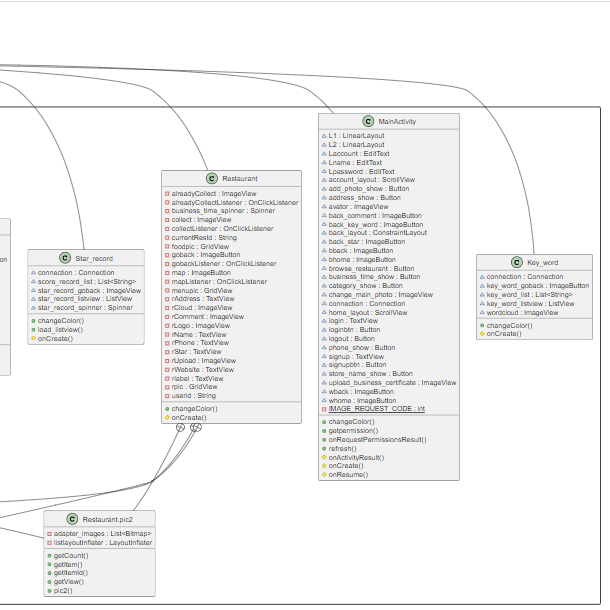 on
C Star_record
connection : Connection
score_record_list : List<String>
star_record_goback : ImageView
star_record_listview : ListView
star_record_spinner : Spinner
changeColor()
load_listview()
onCreate()
C Restaurant
alreadyCollect : ImageView
alreadyCollectListener : OnClickListener
business_time_spinner : Spinner
collect : ImageView
collectListener : OnClickListener
currentResId : String
foodpic : GridView
goback : ImageButton
gobackListener : OnClickListener
map : ImageButton
mapListener : OnClickListener
menupic : GridView
rAddress : TextView
rCloud : ImageView
rComment : ImageView
rLogo : ImageView
rName : TextView
rPhone : TextView
rStar : TextView
rUpload : ImageView
rWebsite : TextView
rlabel : TextView
rpic : GridView
userid : String
changeColor()
onCreate()
C MainActivity
L1 : LinearLayout
L2 : LinearLayout
Laccount : EditText
Lname : EditText
Lpassword : EditText
account_layout : ScrollView
add_photo_show : Button
address_show : Button
avator : ImageView
back_comment : ImageButton
back_key_word : ImageButton
back_layout : ConstraintLayout
back_star : ImageButton
bback : ImageButton
bhome : ImageButton
browse_restaurant : Button
business_time_show : Button
category_show : Button
change_main_photo : ImageView
connection : Connection
home_layout : ScrollView
login : TextView
loginbtn : Button
logout : Button
phone_show : Button
signup : TextView
signupbtn : Button
store_name_show : Button
upload_business_certificate : ImageView
wback : ImageButton
whome : ImageButton
IMAGE_REQUEST_CODE : int
changeColor()
getpermission()
onRequestPermissionsResult()
refresh()
onActivityResult()
onCreate()
onResume()
C Key_word
connection : Connection
key_word_goback : ImageButton
key_word_list : List<String>
key_word_listview : ListView
wordcloud : ImageView
changeColor()
onCreate()
C Restaurant.pic2
adapter_images : List<Bitmap>
listlayoutInflater : LayoutInflater
getCount()
getItem()
getItemId()
getView()
pic2()